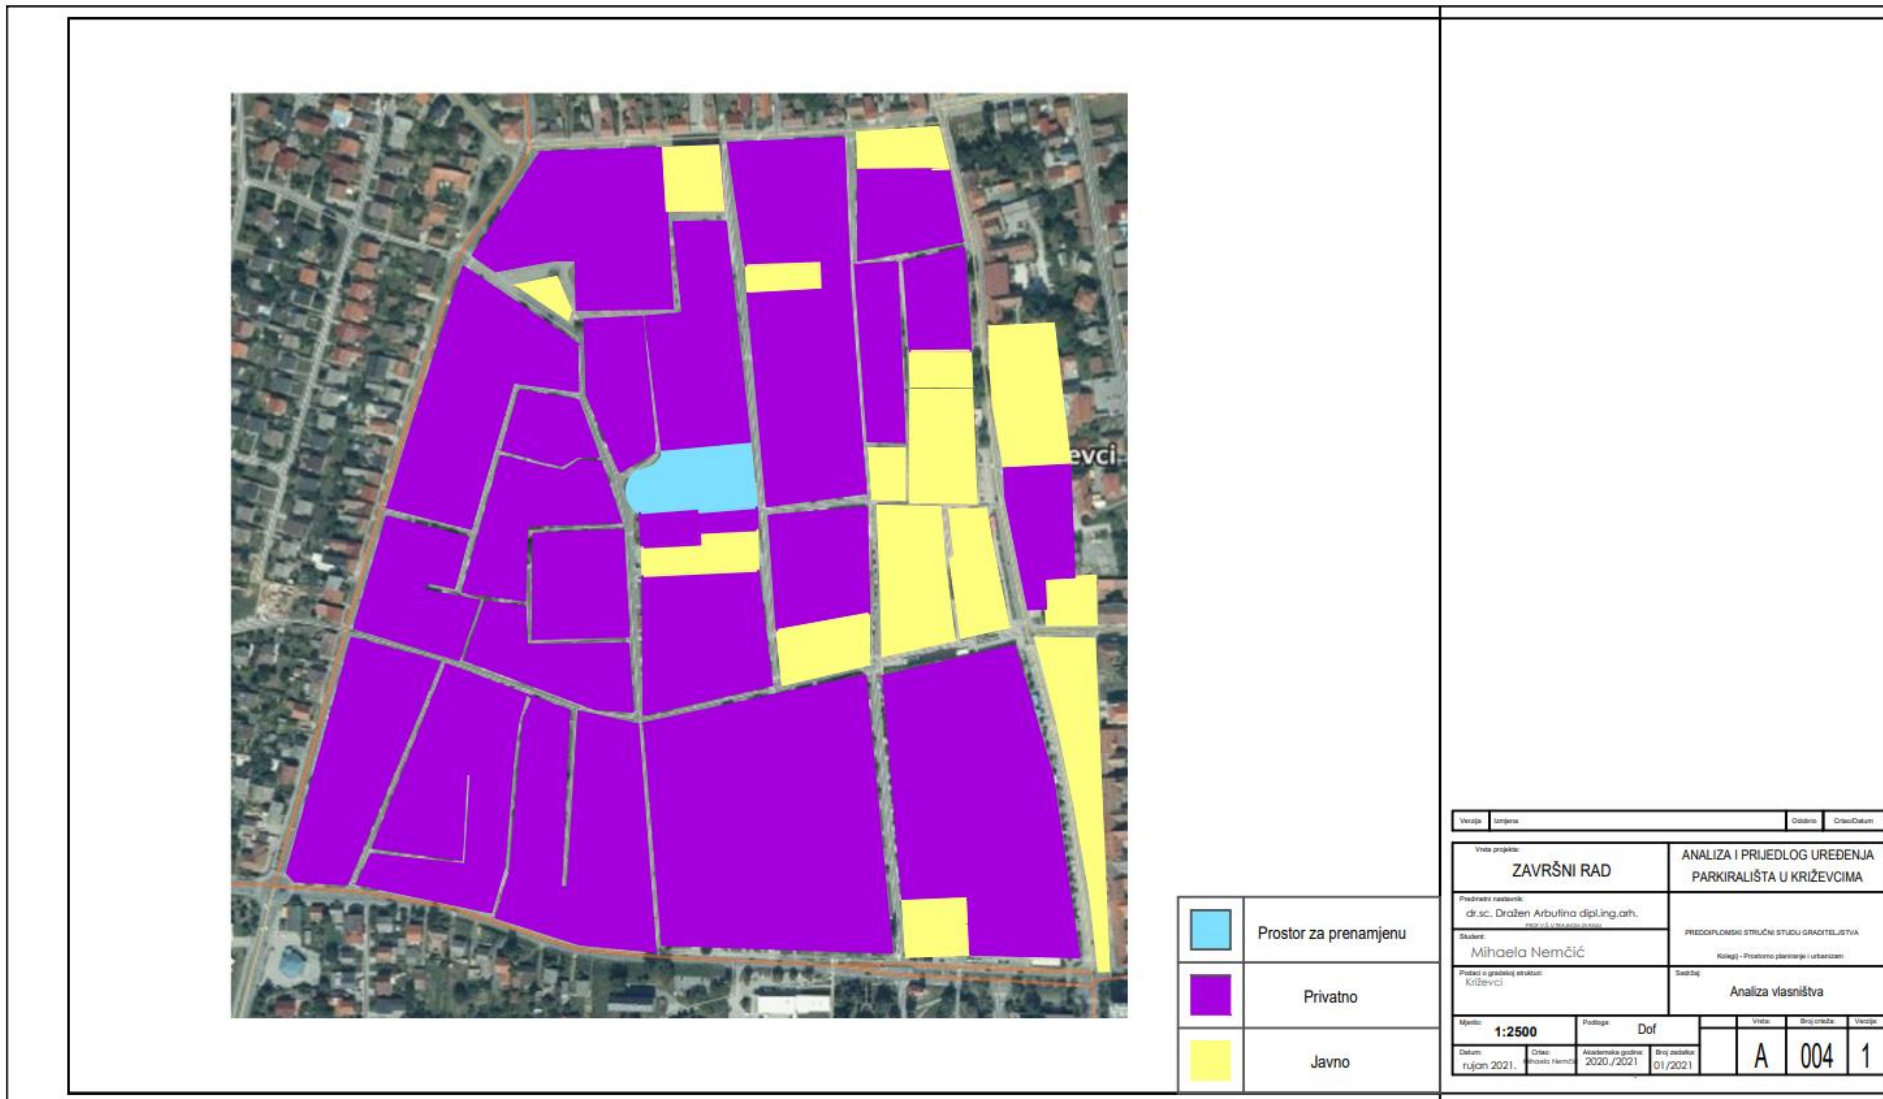 evci
Prostor za prenamjenu
Privatno
Javno
Verzija Izmjena Odobrio Crtao/Datum
Vrsta projekta:
ZAVRŠNI RAD
ANALIZA I PRIJEDLOG UREĐENJA
PARKIRALIŠTA U KRIŽEVCIMA
Predmetni nastavnik:
dr.sc. Dražen Arbutina dipl.ing.arh.
Student:
Mihaela Nemčić
PREDDIPLOMSKI STRUČNI STUDIJ GRADITELJSTVA
Kolegij - Prostorno planiranje i urbanizam
Podaci o gradskoj strukturi:
Križevci
Sadržaj:
Analiza vlasništva
Mjerilo:
1:2500
Podloga:
Dof
Vrsta:
A
Broj crteža:
004
Verzija:
1
Datum:
rujan 2021.
Crtao:
Mihaela Nemčić
Akademska godina:
2020./2021
Broj zadatka:
01/2021